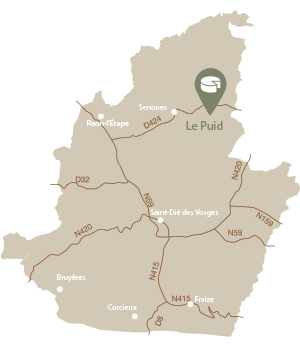 Senones
Raon-l'Étape
D424
Le Puid
D32
N420
N59
Saint-Dié des Vosges
N159
N420
N59
N415
Bruyères
N415
Fraize
Corcieux
D8